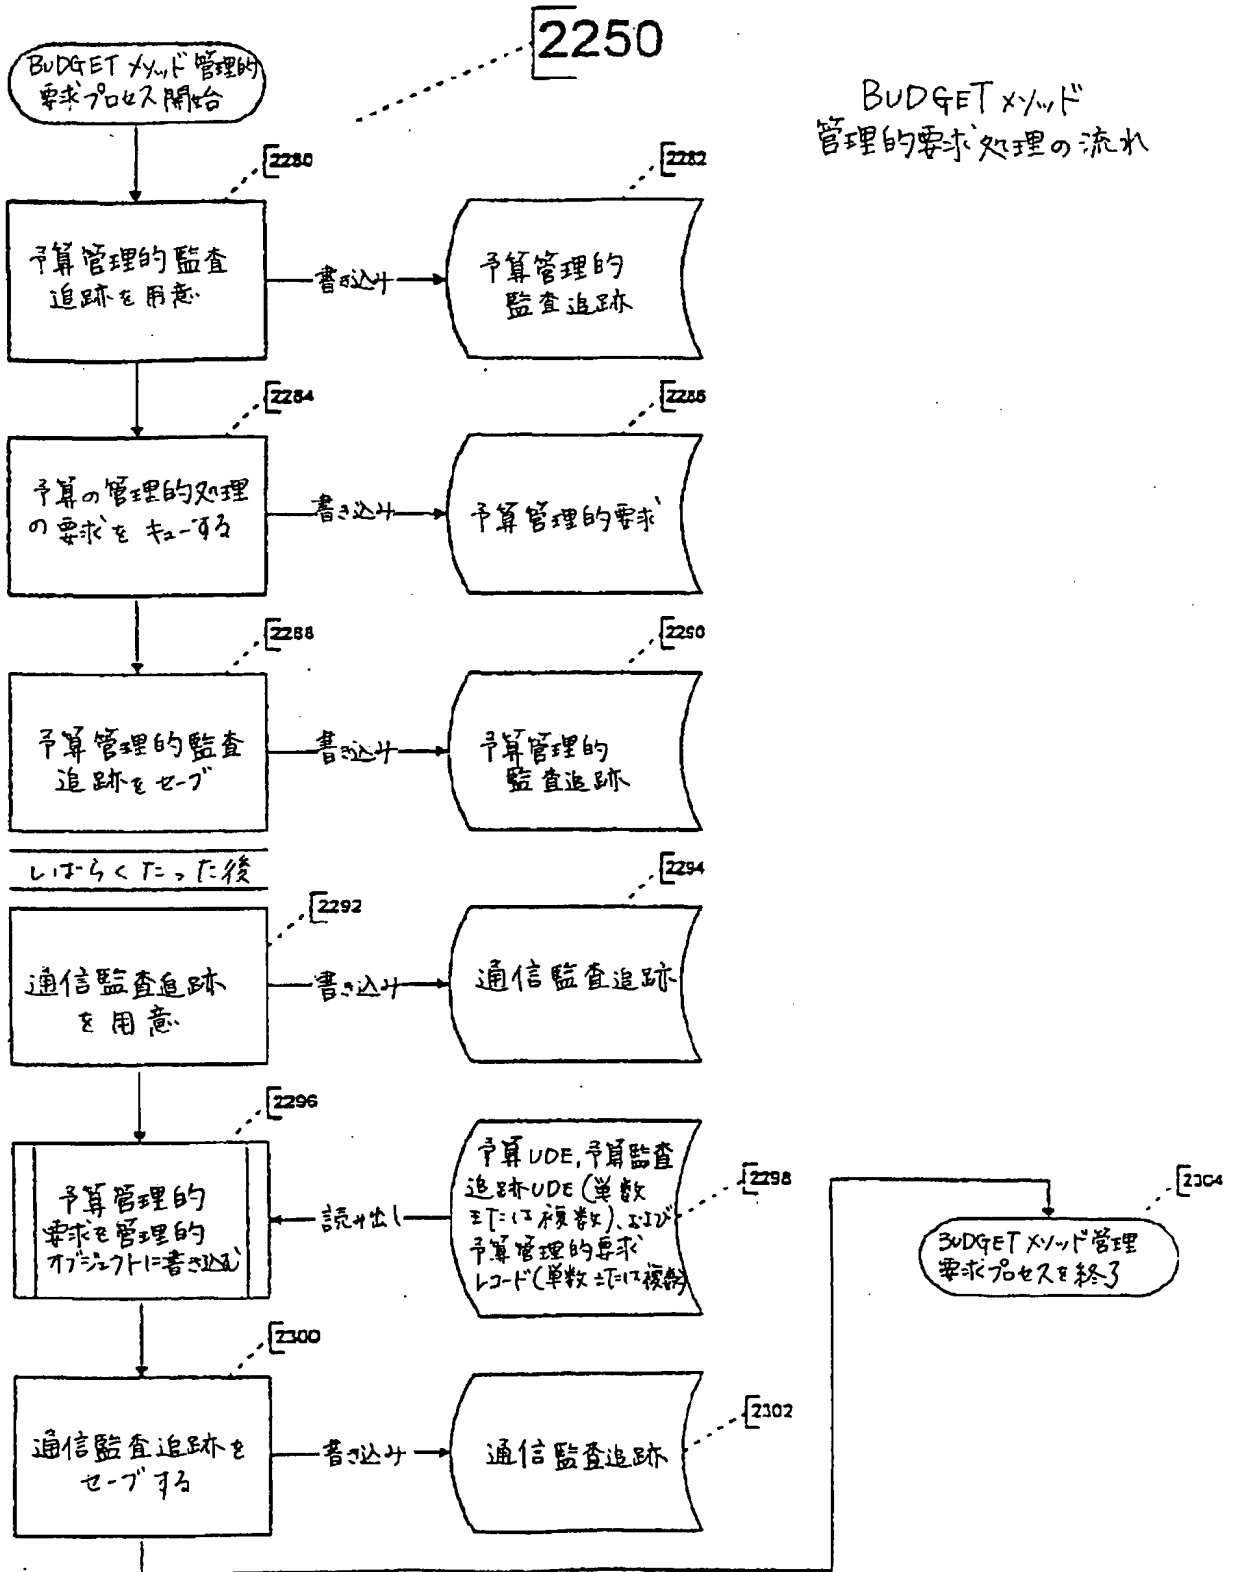 2250
BUDGET メソッド 管理的
要求プロセス 開始
BUDGET メソッド
管理的要求 処理の流れ
2280
2282
予算管理的監査
追跡を用意
書き込み
予算管理的
監査追跡
2284
2286
予算の管理的処理
の要求を キューする
書き込み
予算管理的要求
2288
2290
予算管理的監査
追跡をセーブ
書き込み
予算管理的
監査追跡
しばらくたった後
2292
2294
通信監査追跡
を用意
書き込み
通信監査追跡
2296
2298
予算管理的
要求を管理的
オブジェクトに書き込む
読み出し
予算UDE,予算監査
追跡UDE(単数
または複数)、および
予算管理的要求
レコード(単数または複数)
2304
BUDGETメソッド管理
要求プロセスを終了
2300
2302
通信監査追跡を
セーブする
書き込み
通信監査追跡